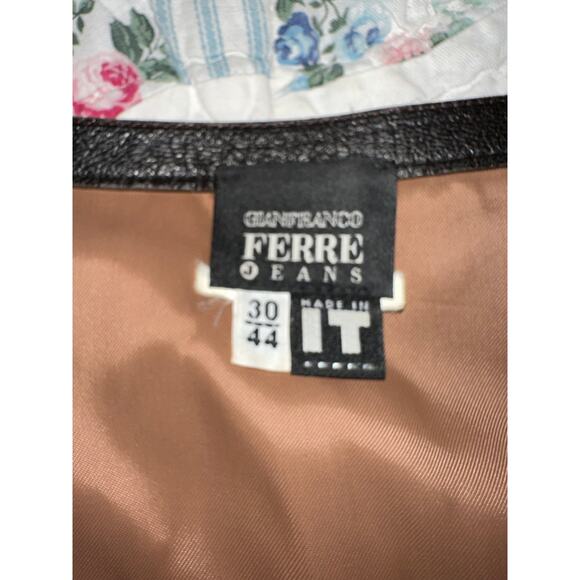 GIANFRANCO
FERRE
JEANS
30
44
MADE IN
IT